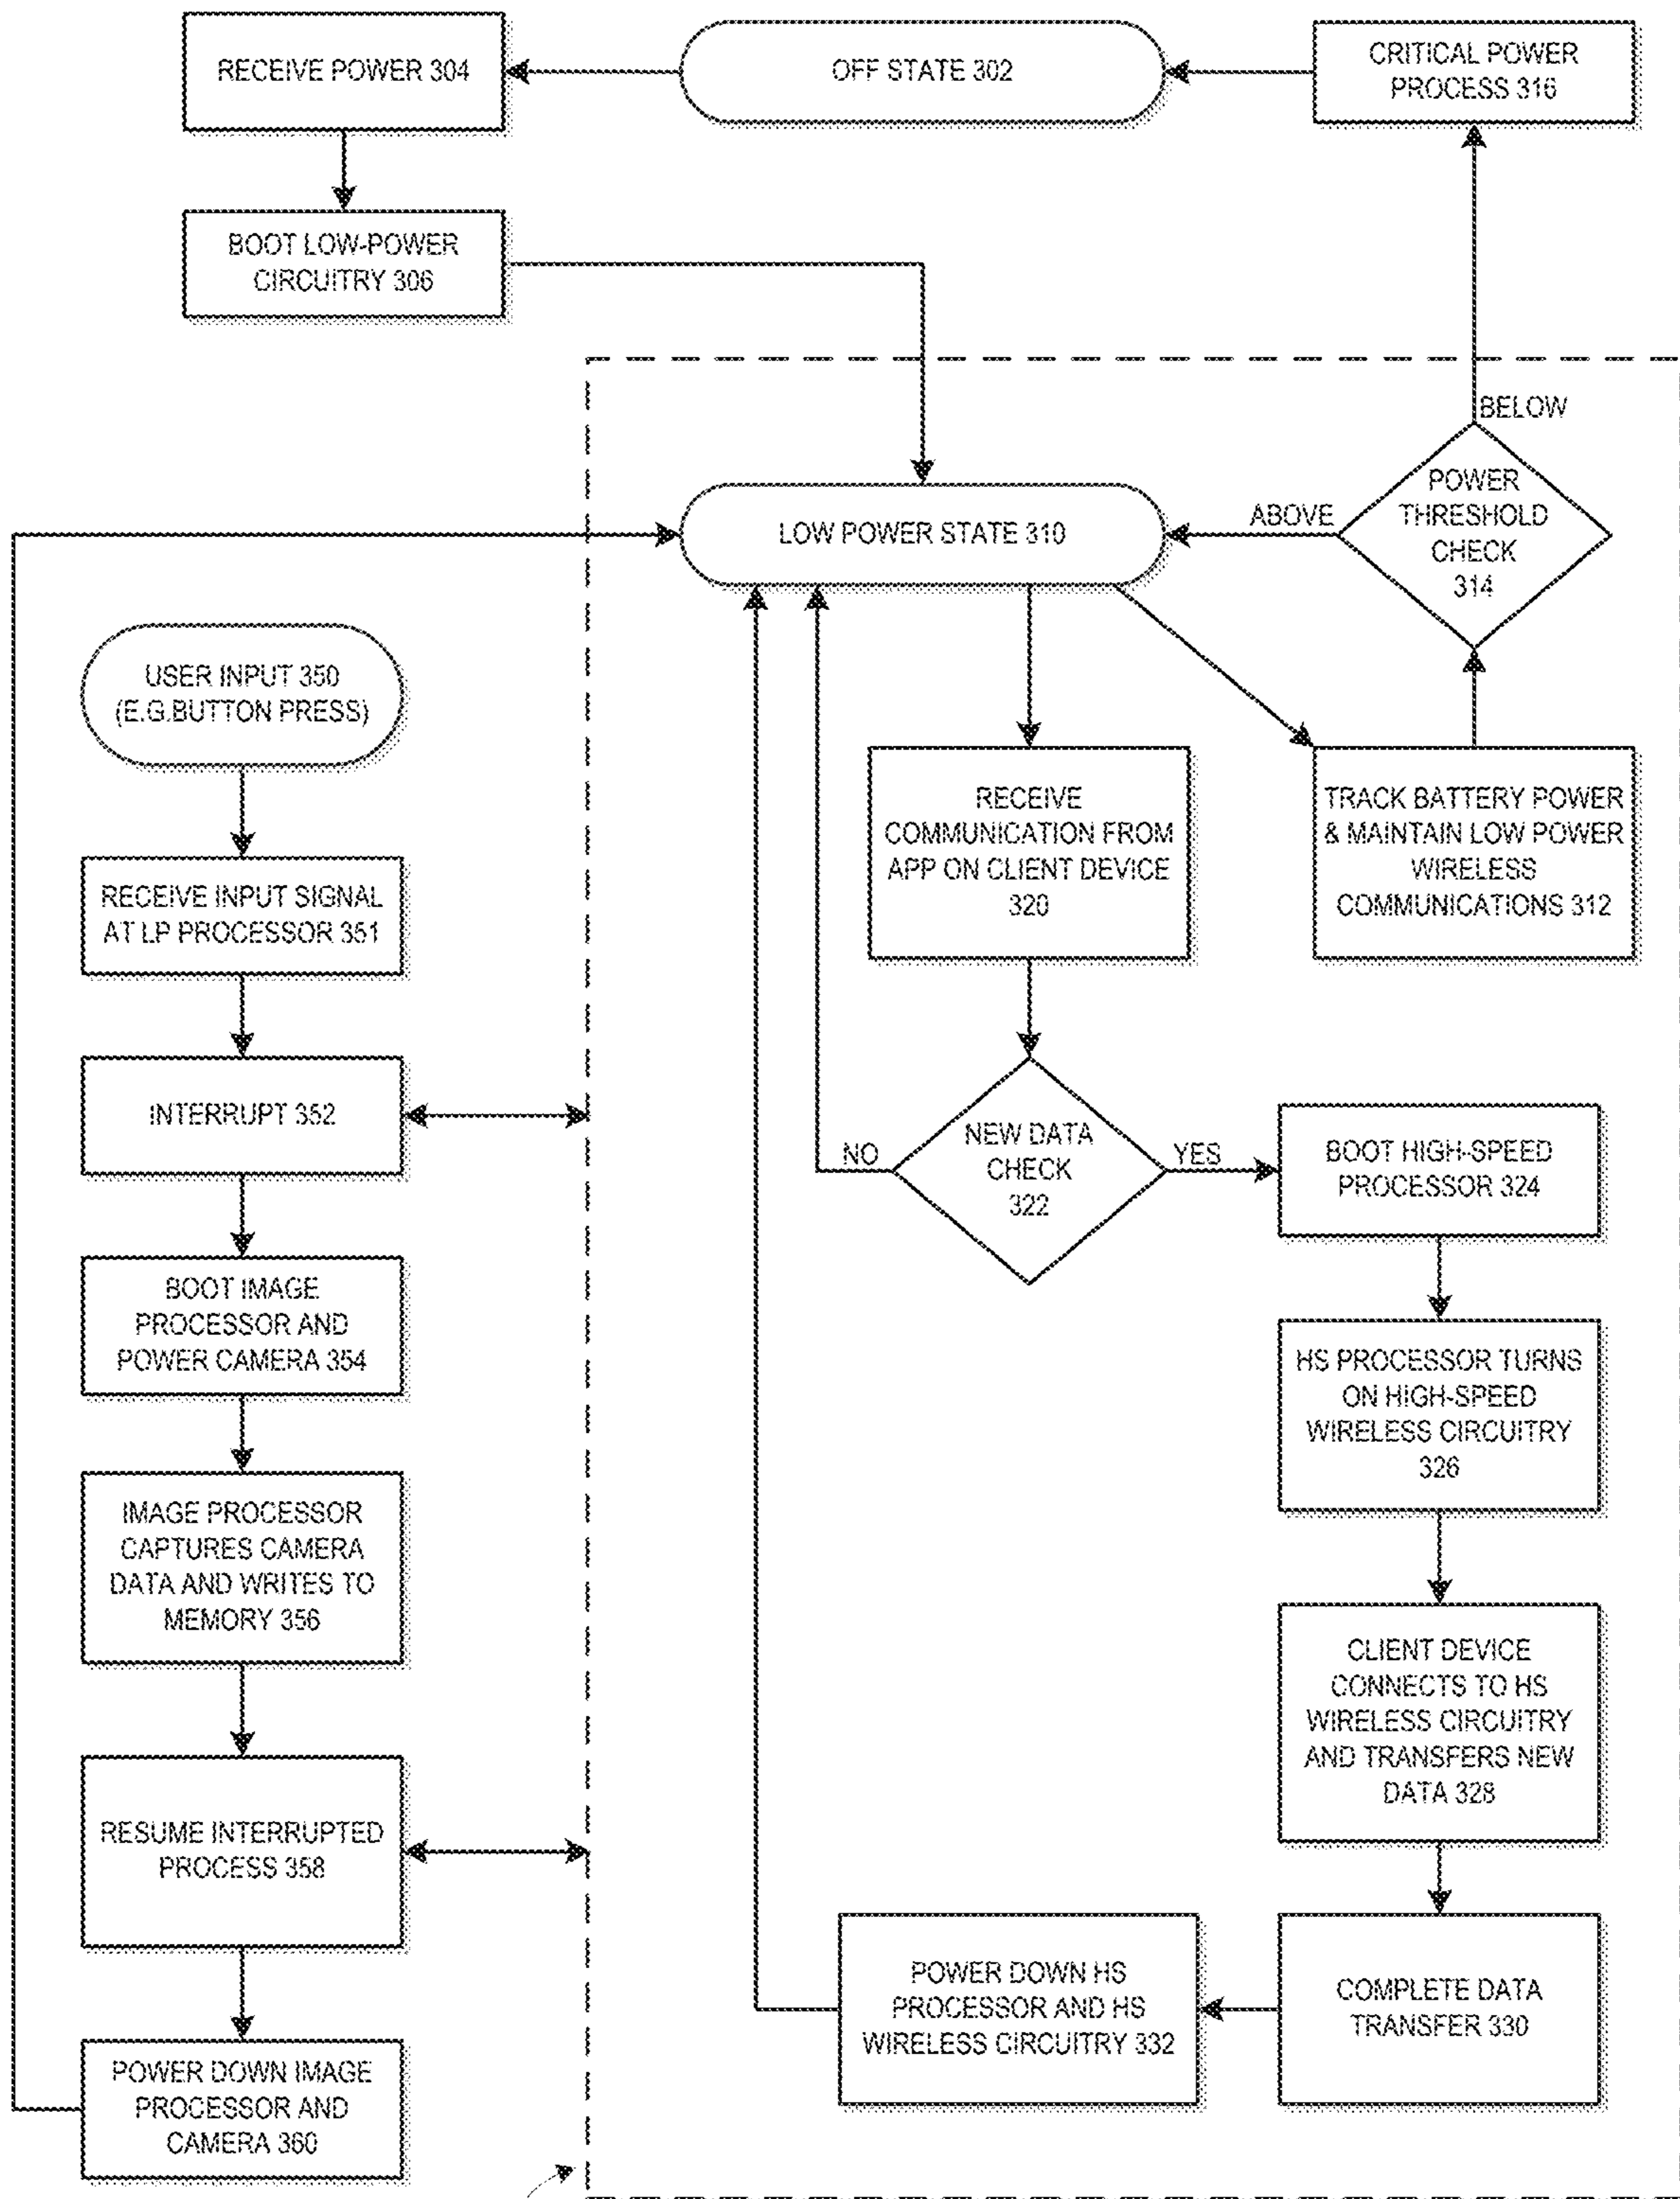 RECEIVE POWER 304
OFF STATE 302
CRITICAL POWER
PROCESS 316
BOOT LOW-POWER
CIRCUITRY 306
BELOW
POWER
THRESHOLD
CHECK
314
ABOVE
LOW POWER STATE 310
USER INPUT 350
(E.G.BUTTON PRESS)
RECEIVE INPUT SIGNAL
AT LP PROCESSOR 351
INTERRUPT 352
BOOT IMAGE
PROCESSOR AND
POWER CAMERA 354
IMAGE PROCESSOR
CAPTURES CAMERA
DATA AND WRITES TO
MEMORY 356
RESUME INTERRUPTED
PROCESS 358
POWER DOWN IMAGE
PROCESSOR AND
CAMERA 360
RECEIVE
COMMUNICATION FROM
APP ON CLIENT DEVICE
320
TRACK BATTERY POWER
& MAINTAIN LOW POWER
WIRELESS
COMMUNICATIONS 312
NO
NEW DATA
CHECK
322
YES
BOOT HIGH-SPEED
PROCESSOR 324
HS PROCESSOR TURNS
ON HIGH-SPEED
WIRELESS CIRCUITRY
326
CLIENT DEVICE
CONNECTS TO HS
WIRELESS CIRCUITRY
AND TRANSFERS NEW
DATA 328
COMPLETE DATA
TRANSFER 330
POWER DOWN HS
PROCESSOR AND HS
WIRELESS CIRCUITRY 332